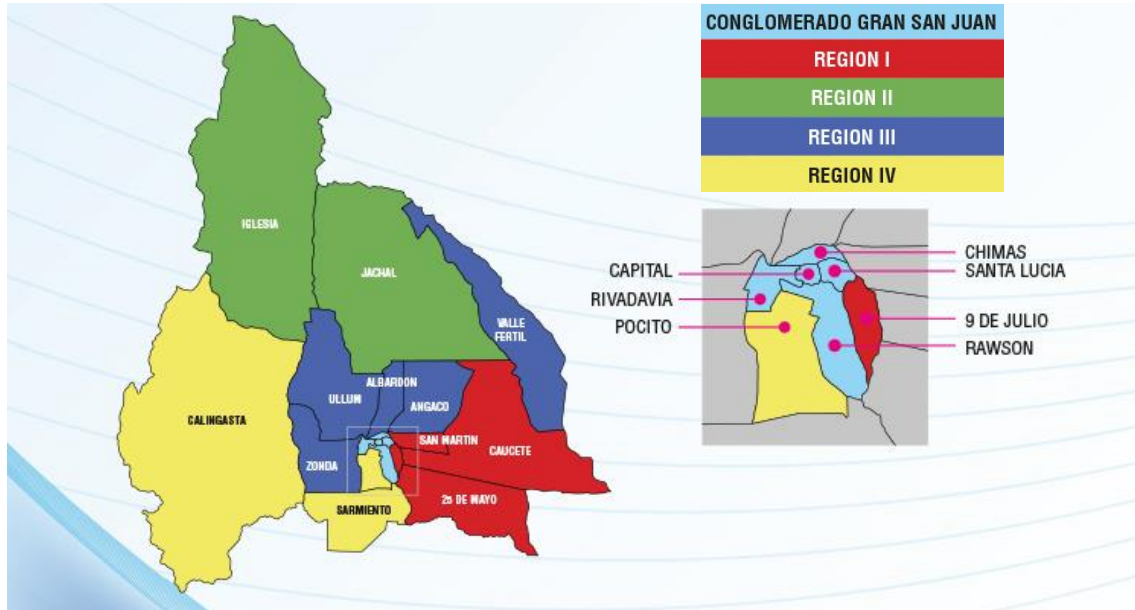 CONGLOMERADO GRAN SAN JUAN
REGION I
REGION II
REGION III
REGION IV
IGLESIA
JACHAL
VALLE
FERTIL
ALBARDON
ULLUM
ANGACO
CALINGASTA
SAN MARTIN
CAUCETE
ZONDA
25 DE MAYO
SARMIENTO
CHIMAS
CAPITAL
SANTA LUCIA
RIVADAVIA
9 DE JULIO
POCITO
RAWSON